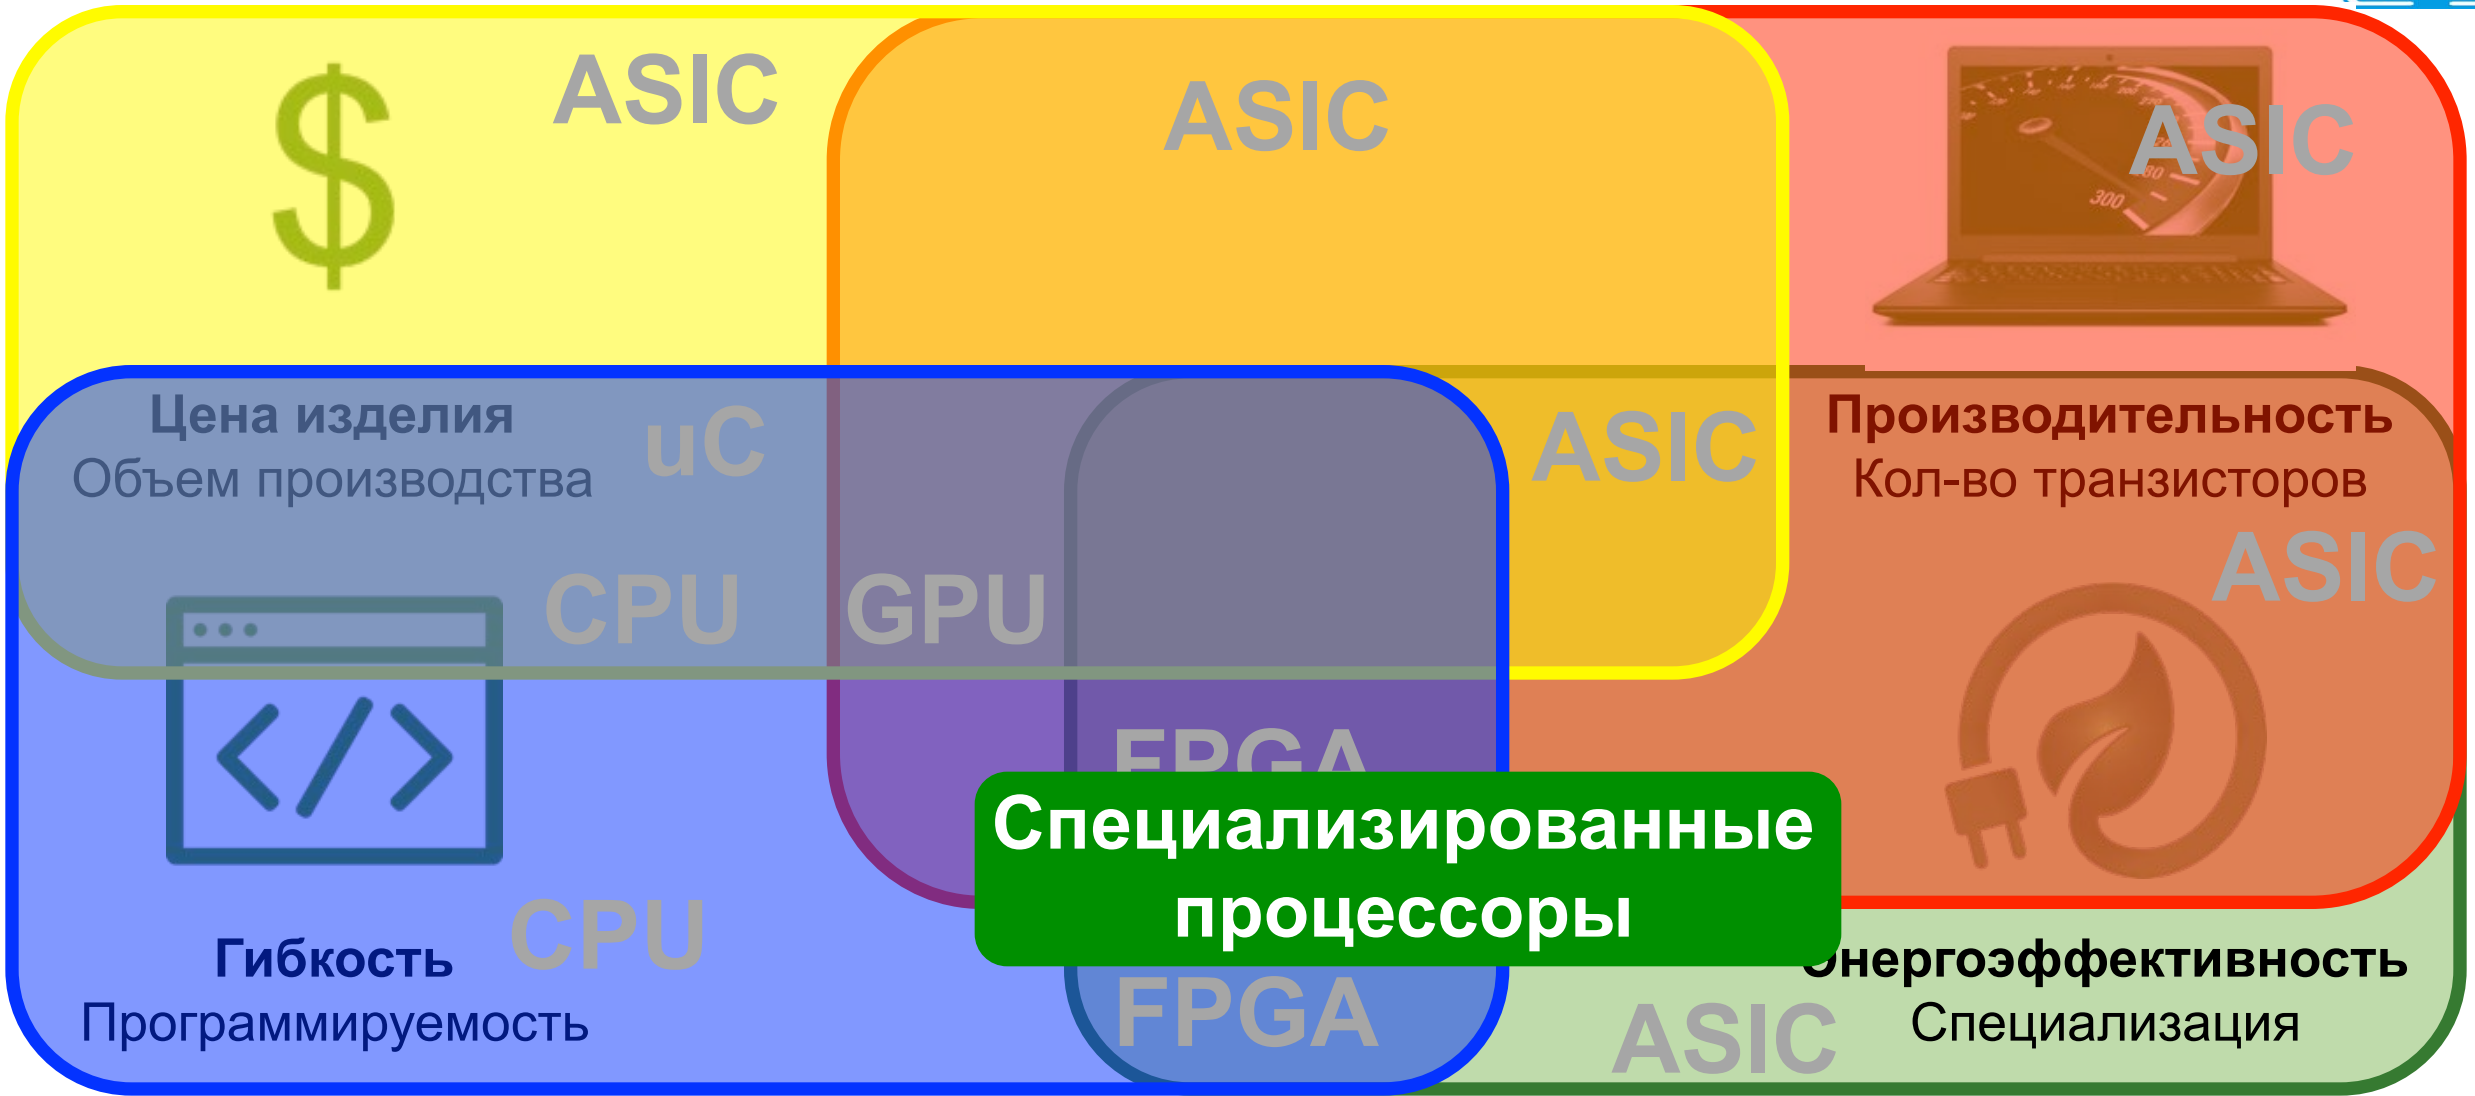 ASIC
ASIC
ASIC
Цена изделия
Объем производства
uC
ASIC
Производительность
Кол-во транзисторов
CPU
GPU
ASIC
FPGA
Специализированные
процессоры
CPU
Гибкость
Программируемость
FPGA
ASIC
Специализация